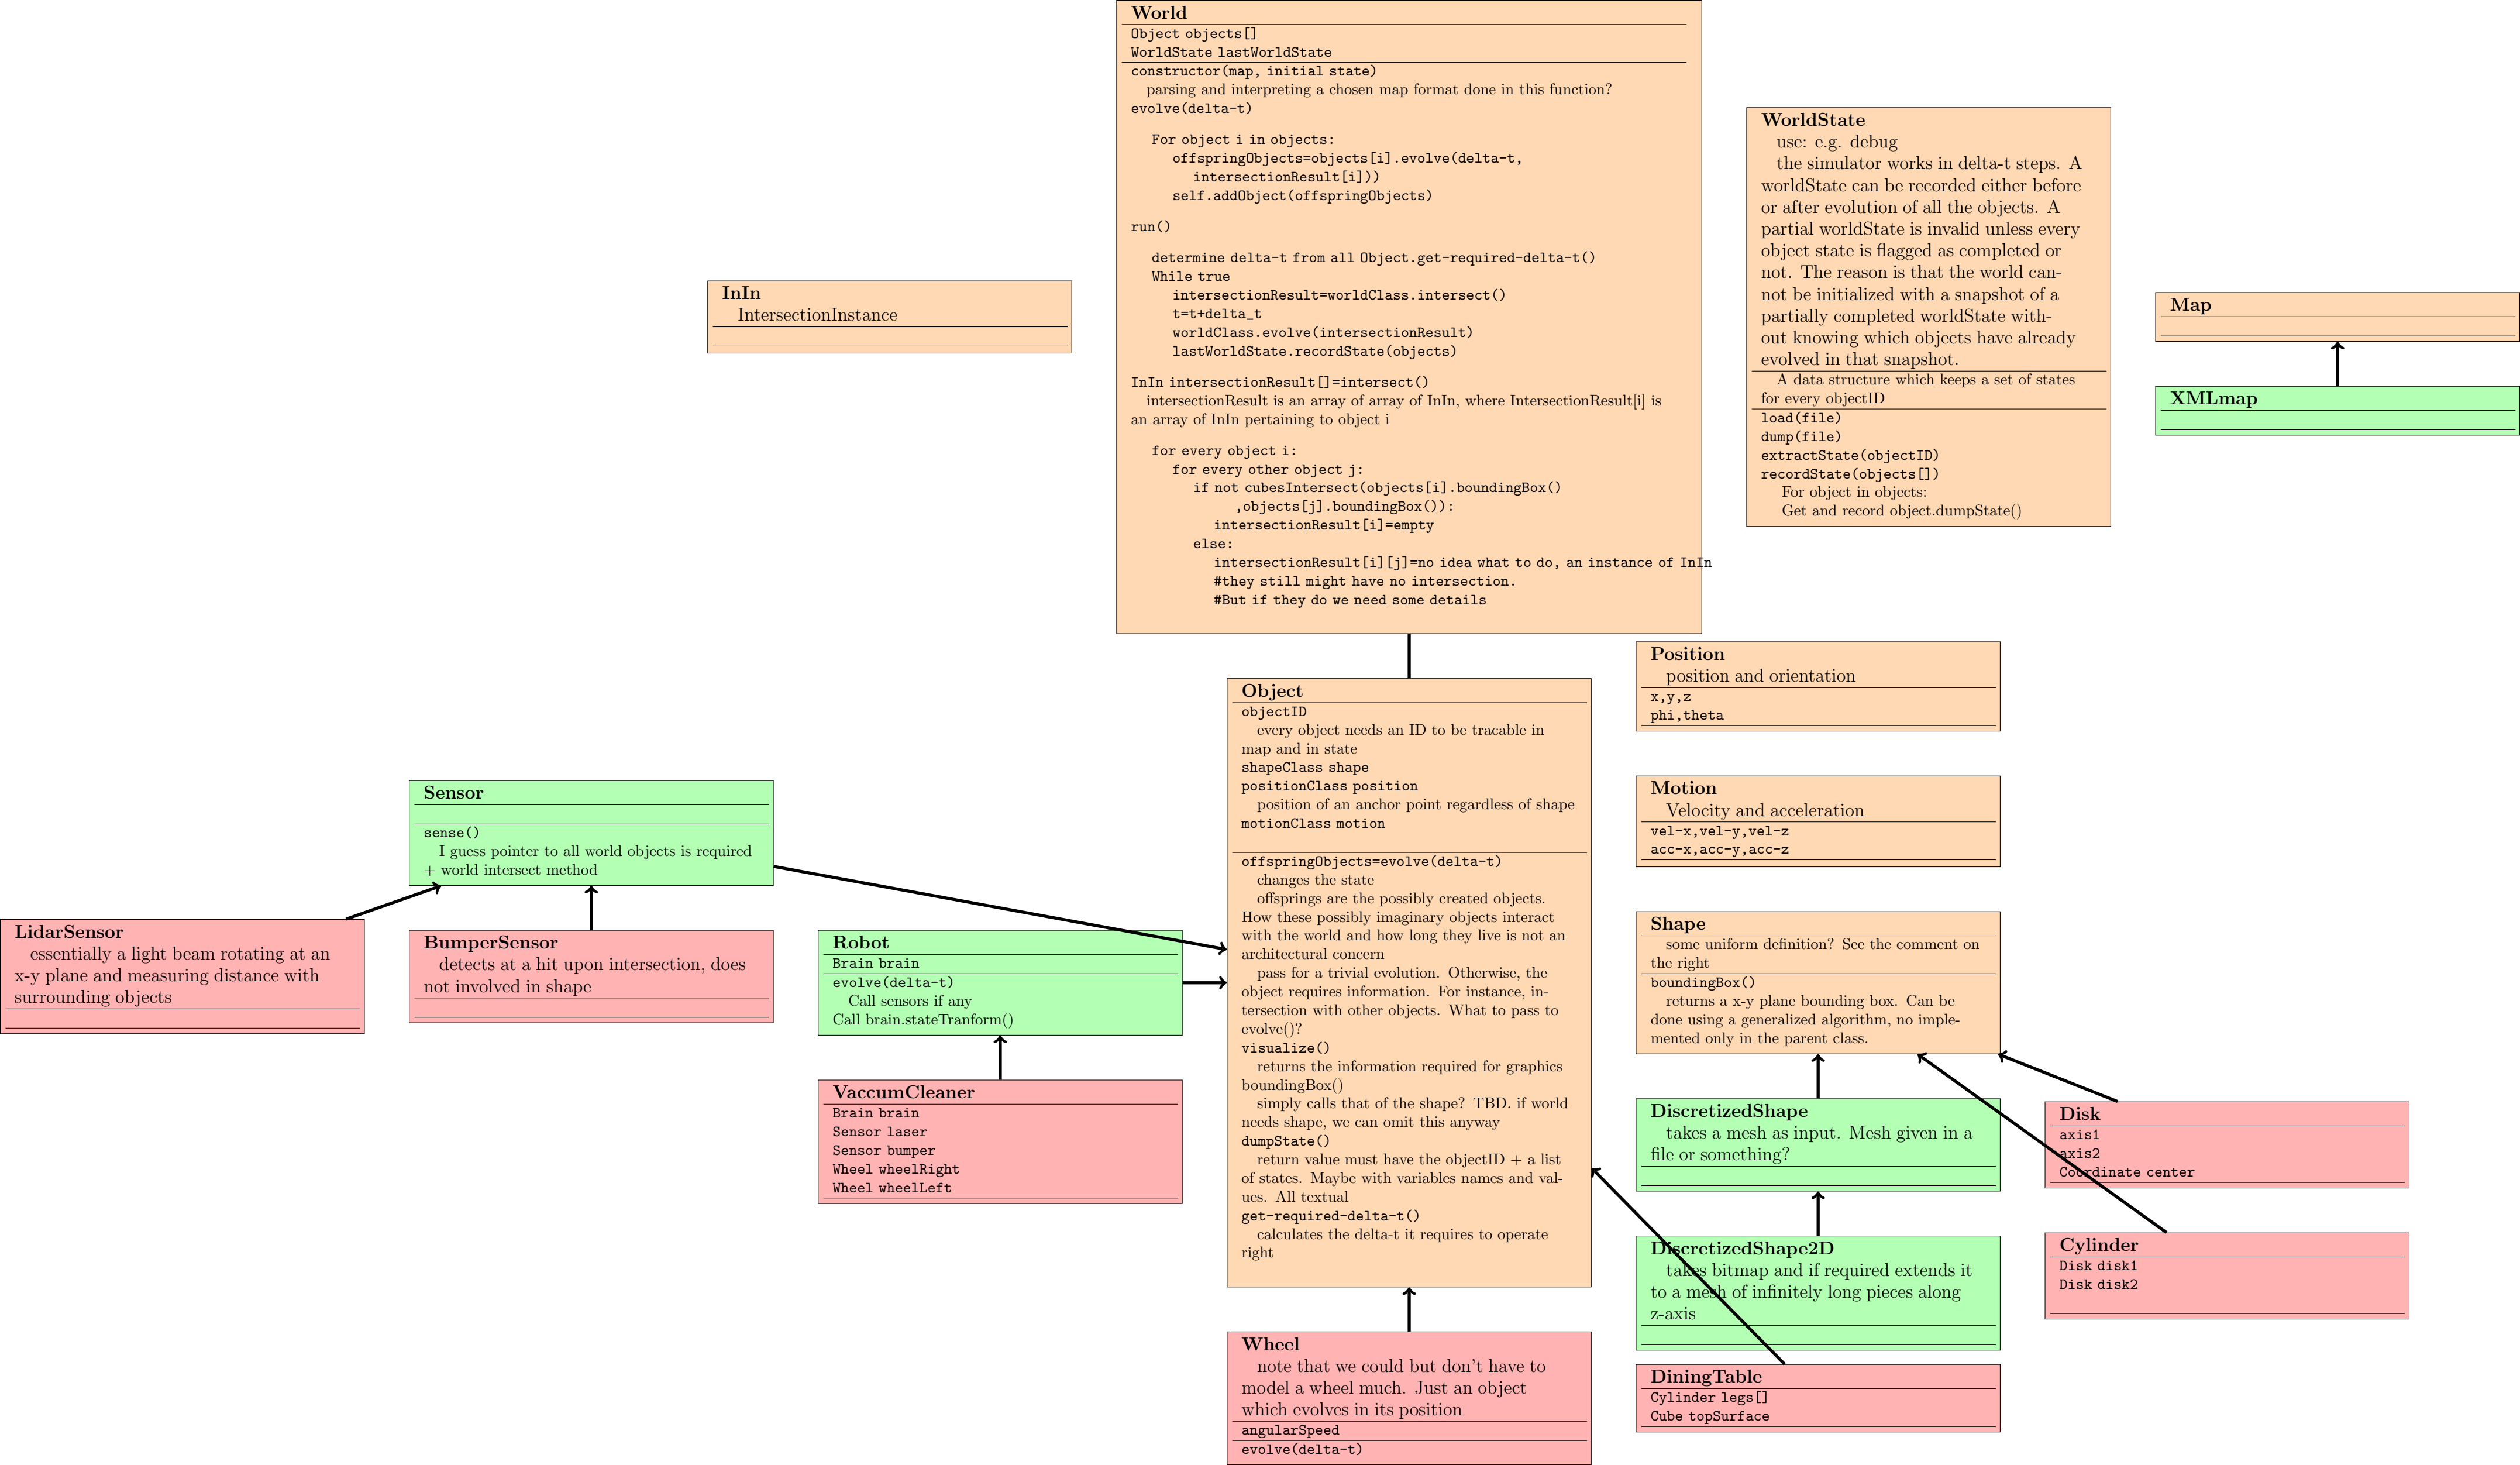 World
Object objects[]
WorldState lastWorldState
constructor(map, initial state)
parsing and interpreting a chosen map format done in this function?
evolve(delta-t)
For object i in objects:
offspringObjects=objects[i].evolve(delta-t,
intersectionResult[i]))
self.addObject(offspringObjects)
run()
determine delta-t from all Object.get-required-delta-t()
While true
intersectionResult=worldClass.intersect()
t=t+delta_t
worldClass.evolve(intersectionResult)
lastWorldState.recordState(objects)
InIn intersectionResult[]=intersect()
intersectionResult is an array of array of InIn, where IntersectionResult[i] is
an array of InIn pertaining to object i
for every object i:
for every other object j:
if not cubesIntersect(objects[i].boundingBox()
,objects[j].boundingBox()):
intersectionResult[i]=empty
else:
intersectionResult[i][j]=no idea what to do, an instance of InIn
#they still might have no intersection.
#But if they do we need some details
WorldState
use: e.g. debug
the simulator works in delta-t steps. A
worldState can be recorded either before
or after evolution of all the objects. A
partial worldState is invalid unless every
object state is flagged as completed or
not. The reason is that the world can-
not be initialized with a snapshot of a
partially completed worldState with-
out knowing which objects have already
evolved in that snapshot.
A data structure which keeps a set of states
for every objectID
load(file)
dump(file)
extractState(objectID)
recordState(objects[])
For object in objects:
Get and record object.dumpState()
InIn
IntersectionInstance
Map
XMLmap
Position
position and orientation
x,y,z
phi,theta
Object
objectID
every object needs an ID to be tracable in
map and in state
shapeClass shape
positionClass position
position of an anchor point regardless of shape
motionClass motion
offspringObjects=evolve(delta-t)
changes the state
offsprings are the possibly created objects.
How these possibly imaginary objects interact
with the world and how long they live is not an
architectural concern
pass for a trivial evolution. Otherwise, the
object requires information. For instance, in-
tersection with other objects. What to pass to
evolve()?
visualize()
returns the information required for graphics
boundingBox()
simply calls that of the shape? TBD. if world
needs shape, we can omit this anyway
dumpState()
return value must have the objectID + a list
of states. Maybe with variables names and val-
ues. All textual
get-required-delta-t()
calculates the delta-t it requires to operate
right
Motion
Velocity and acceleration
vel-x,vel-y,vel-z
acc-x,acc-y,acc-z
Sensor
sense()
I guess pointer to all world objects is required
+ world intersect method
LidarSensor
essentially a light beam rotating at an
x-y plane and measuring distance with
surrounding objects
BumperSensor
detects at a hit upon intersection, does
not involved in shape
Robot
Brain brain
evolve(delta-t)
Call sensors if any
Call brain.stateTranform()
Shape
some uniform definition? See the comment on
the right
boundingBox()
returns a x-y plane bounding box. Can be
done using a generalized algorithm, no imple-
mented only in the parent class.
VaccumCleaner
Brain brain
Sensor laser
Sensor bumper
Wheel wheelRight
Wheel wheelLeft
DiscretizedShape
takes a mesh as input. Mesh given in a
file or something?
Disk
axis1
axis2
Coordinate center
DiscretizedShape2D
takes bitmap and if required extends it
to a mesh of infinitely long pieces along
z-axis
Cylinder
Disk disk1
Disk disk2
Wheel
note that we could but don't have to
model a wheel much. Just an object
which evolves in its position
angularSpeed
evolve(delta-t)
DiningTable
Cylinder legs[]
Cube topSurface